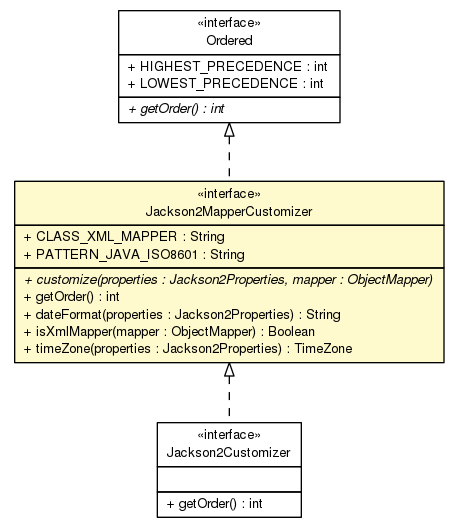 «interface»
Ordered
+ HIGHEST_PRECEDENCE : int
+ LOWEST_PRECEDENCE : int
+ getOrder() : int
«interface»
Jackson2MapperCustomizer
+ CLASS_XML_MAPPER : String
+ PATTERN_JAVA_ISO8601 : String
+ customize(properties : Jackson2Properties, mapper : ObjectMapper)
+ getOrder() : int
+ dateFormat(properties : Jackson2Properties) : String
+ isXmlMapper(mapper : ObjectMapper) : Boolean
+ timeZone(properties : Jackson2Properties) : TimeZone
«interface»
Jackson2Customizer
+ getOrder() : int